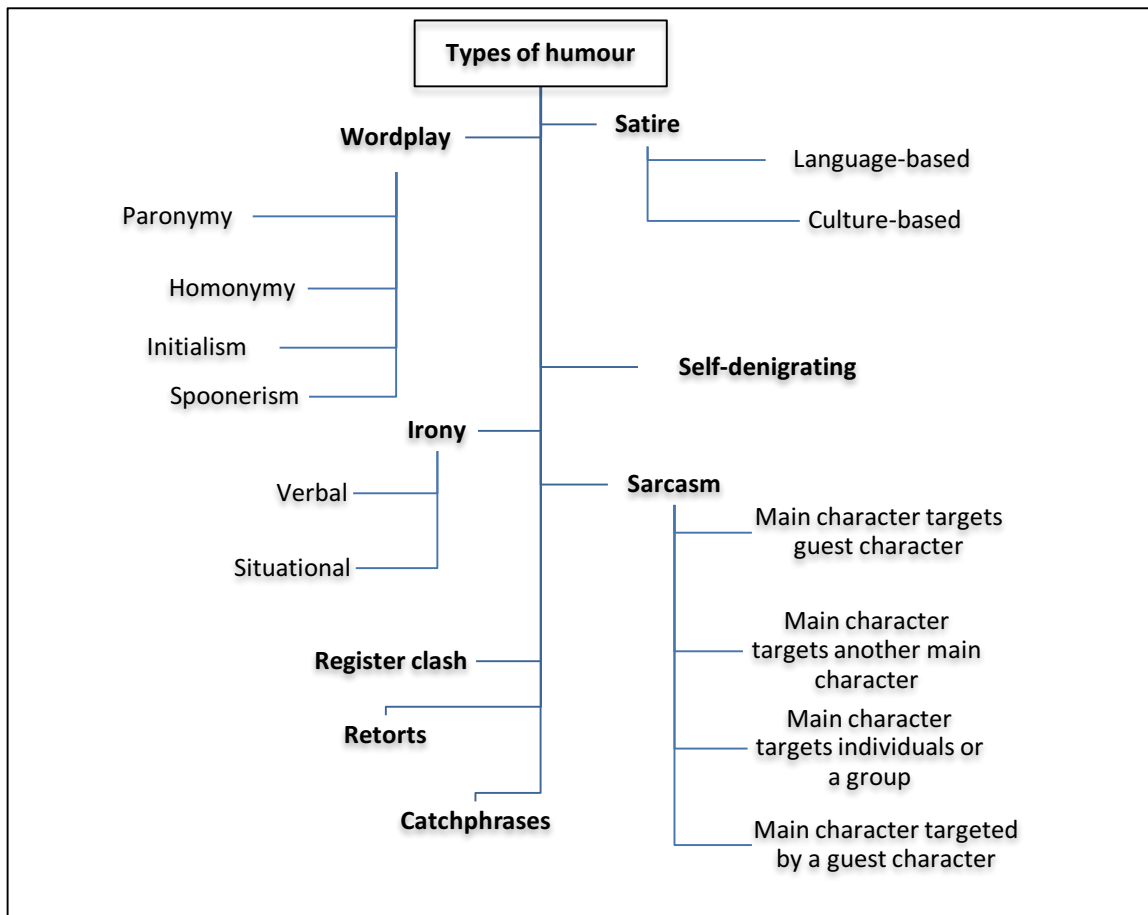 Types of humour
Wordplay
Paronymy
Homonymy
Initialism
Spoonerism
Irony
Verbal
Situational
Register clash
Retorts
Catchphrases
Satire
Language-based
Culture-based
Self-denigrating
Sarcasm
Main character targets
guest character
Main character
targets another main
character
Main character
targets individuals or
a group
Main character targeted
by a guest character